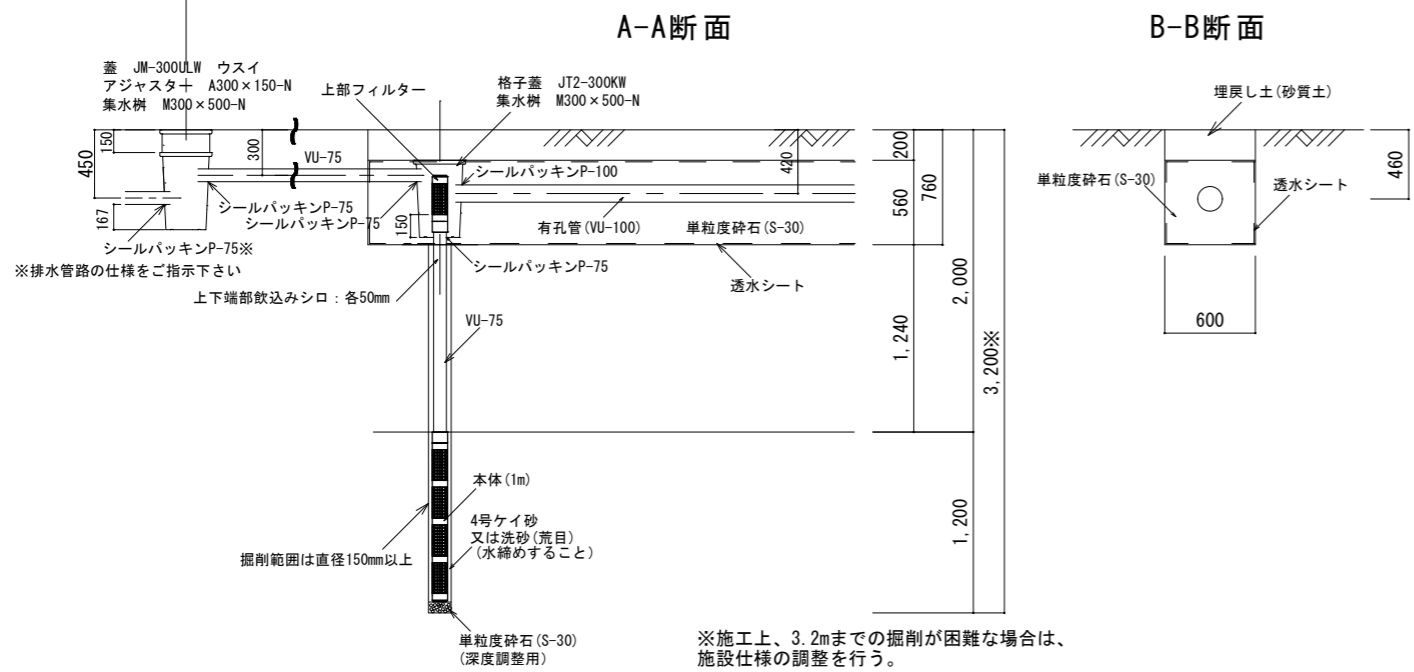 A-A断面
B-B断面
蓋 JM-300ULW ウスイ
アジャスター A300×150-N
集水桝 M300×500-N
上部フィルター
格子蓋 JT2-300KW
集水桝 M300×500-N
埋戻し土(砂質土)
150
450
167
300
VU-75
シールパッキンP-100
420
200
560
760
460
シールパッキンP-75
シールパッキンP-75
150
有孔管(VU-100)
単粒度砕石(S-30)
単粒度砕石(S-30)
透水シート
シールパッキンP-75※
※排水管路の仕様をご指示下さい
シールパッキンP-75
透水シート
上下端部飲込みシロ：各50mm
VU-75
600
1,240
2,000
3,200※
本体(1m)
4号ケイ砂
又は洗砂(荒目)
(水締めすること)
掘削範囲は直径150mm以上
1,200
単粒度砕石(S-30)
(深度調整用)
※施工上、3.2mまでの掘削が困難な場合は、
施設仕様の調整を行う。